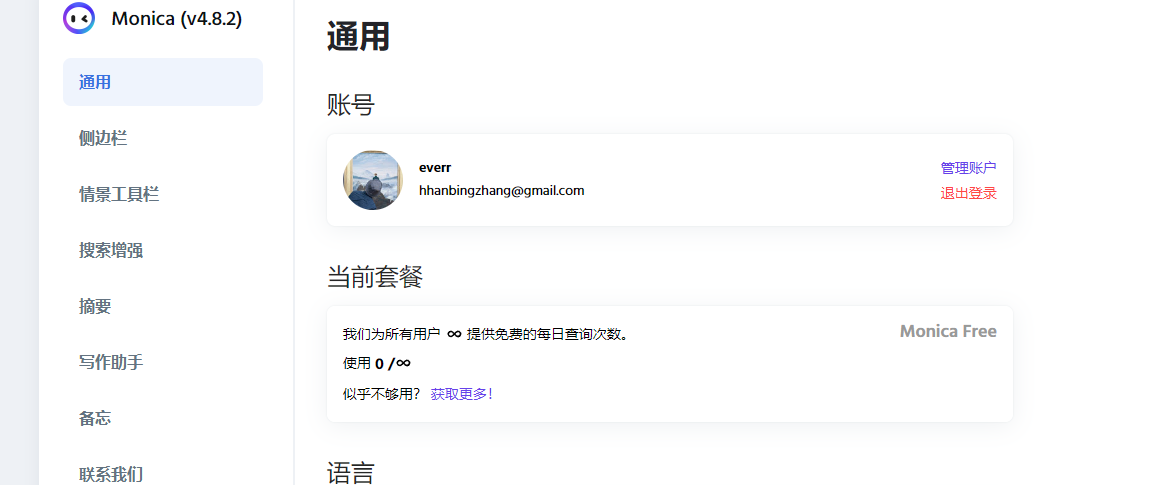 Monica (v4.8.2)
通用
侧边栏
情景工具栏
搜索增强
摘要
写作助手
备忘
联系我们
通用
账号
everr
hhanbingzhang@gmail.com
管理账户
退出登录
当前套餐
我们为所有用户 ∞ 提供免费的每日查询次数。
Monica Free
使用 0 /∞
似乎不够用? 获取更多!
语言